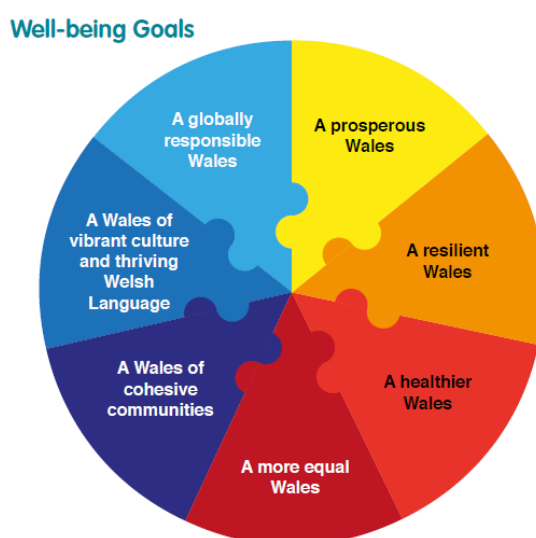 Well-being Goals
A globally
responsible
Wales
A prosperous
Wales
A Wales of
vibrant culture
and thriving
Welsh
Language
A resilient
Wales
A Wales of
cohesive
communities
A healthier
Wales
A more equal
Wales